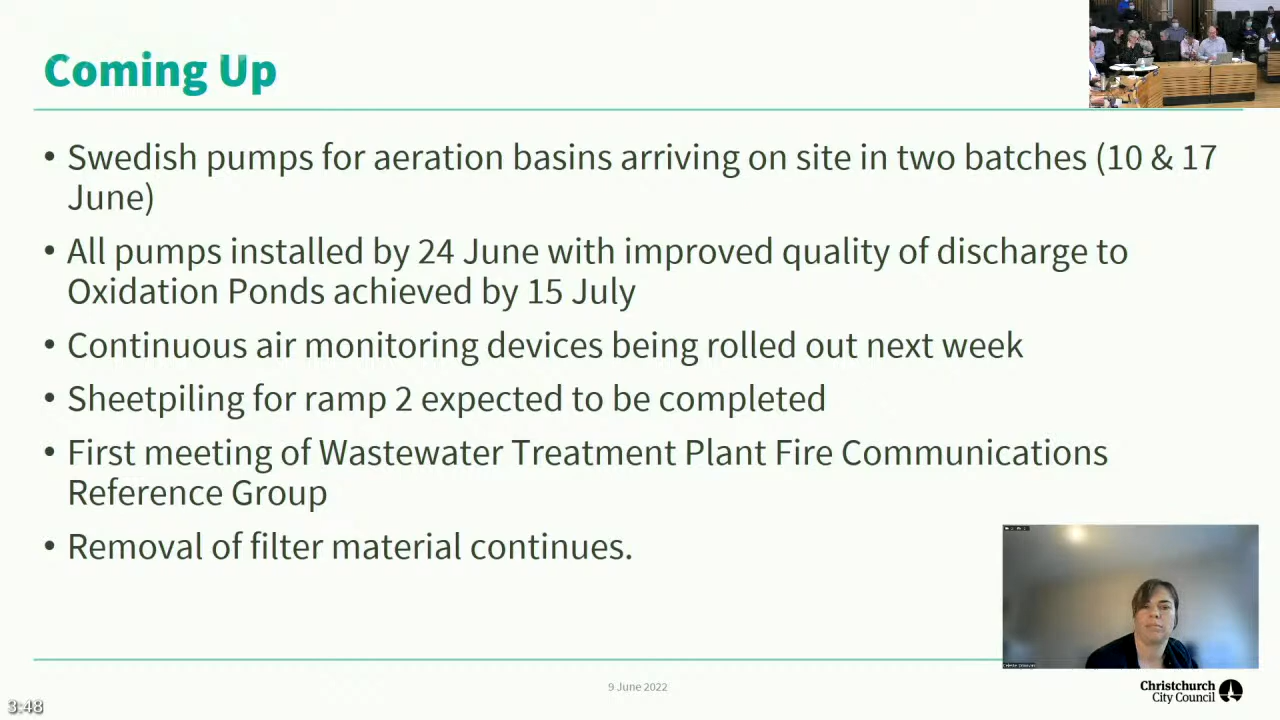 Coming Up
• Swedish pumps for aeration basins arriving on site in two batches (10 & 17
June)
• All pumps installed by 24 June with improved quality of discharge to
Oxidation Ponds achieved by 15 July
• Continuous air monitoring devices being rolled out next week
• Sheetpiling for ramp 2 expected to be completed
• First meeting of Wastewater Treatment Plant Fire Communications
Reference Group
• Removal of filter material continues.
9 June 2022
Christchurch
City Council
3:48